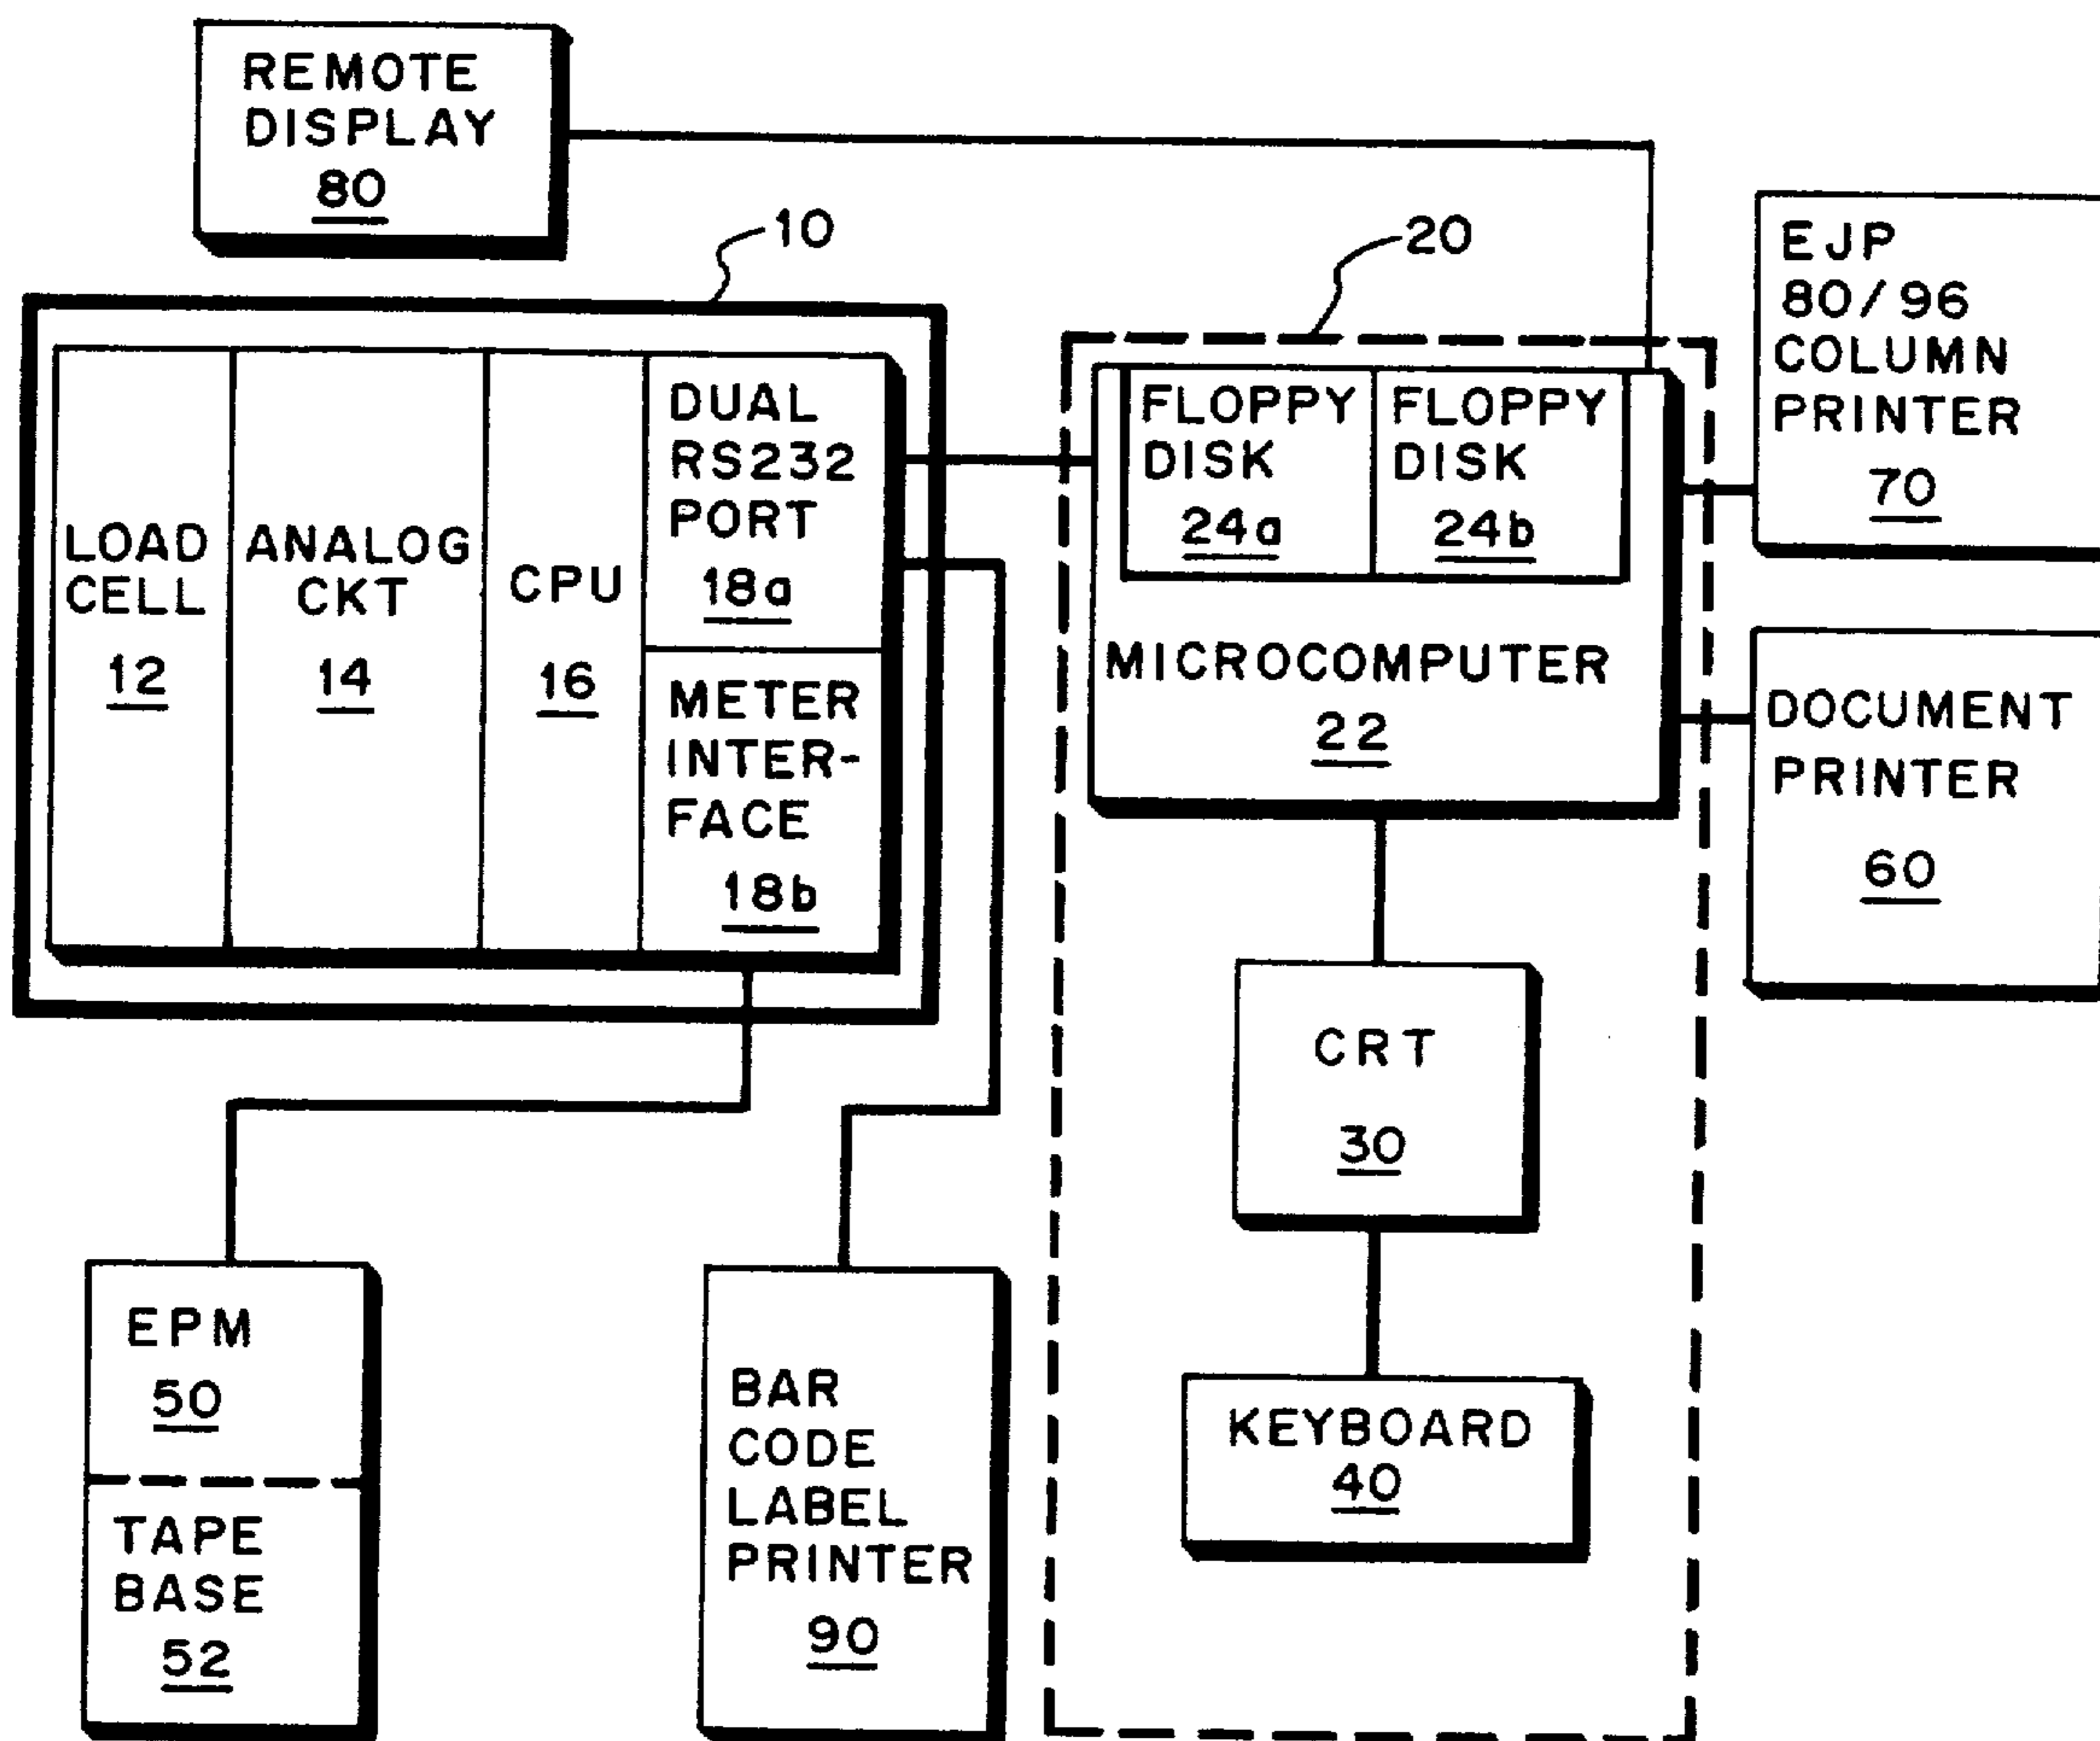 REMOTE
DISPLAY
80
10
20
EJP
80/96
COLUMN
PRINTER
70
LOAD
CELL
12
ANALOG
CKT
14
CPU
16
DUAL
RS232
PORT
18a
METER
INTER-
FACE
18b
FLOPPY
DISK
24a
FLOPPY
DISK
24b
MICROCOMPUTER
22
DOCUMENT
PRINTER
60
CRT
30
KEYBOARD
40
EPM
50
TAPE
BASE
52
BAR
CODE
LABEL
PRINTER
90